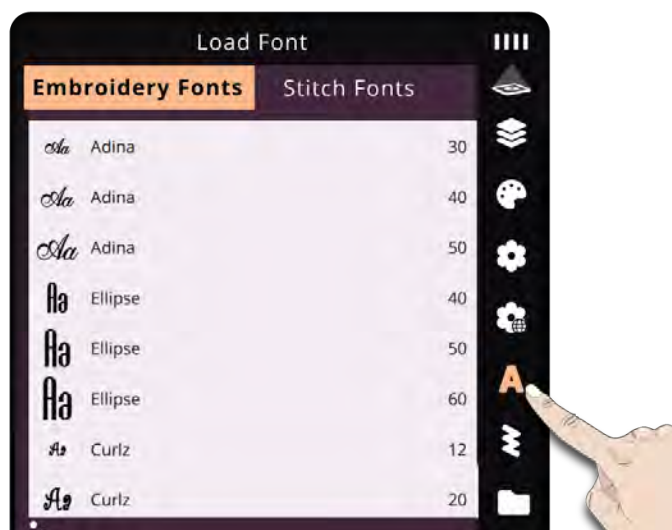 Load Font
Embroidery Fonts Stitch Fonts
Aa Adina 30
Aa Adina 40
Aa Adina 50
Aa Ellipse 40
Aa Ellipse 50
Aa Ellipse 60
Aa Curlz 12
Aa Curlz 20
A